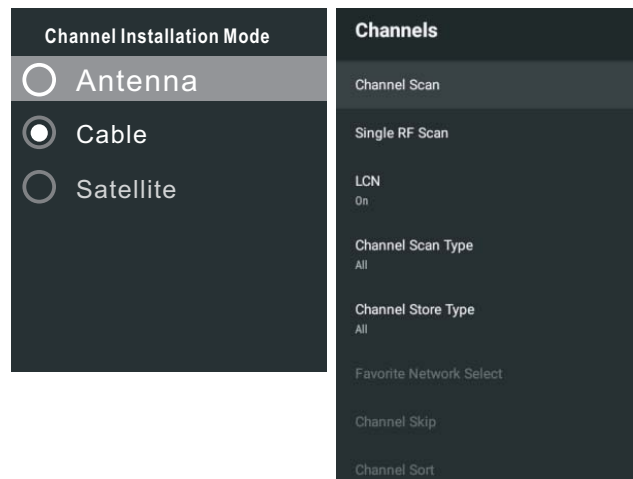 Channel Installation Mode
Antenna
Cable
Satellite
Channels
Channel Scan
Single RF Scan
LCN
On
Channel Scan Type
All
Channel Store Type
All
Favorite Network Select
Channel Skip
Channel Sort